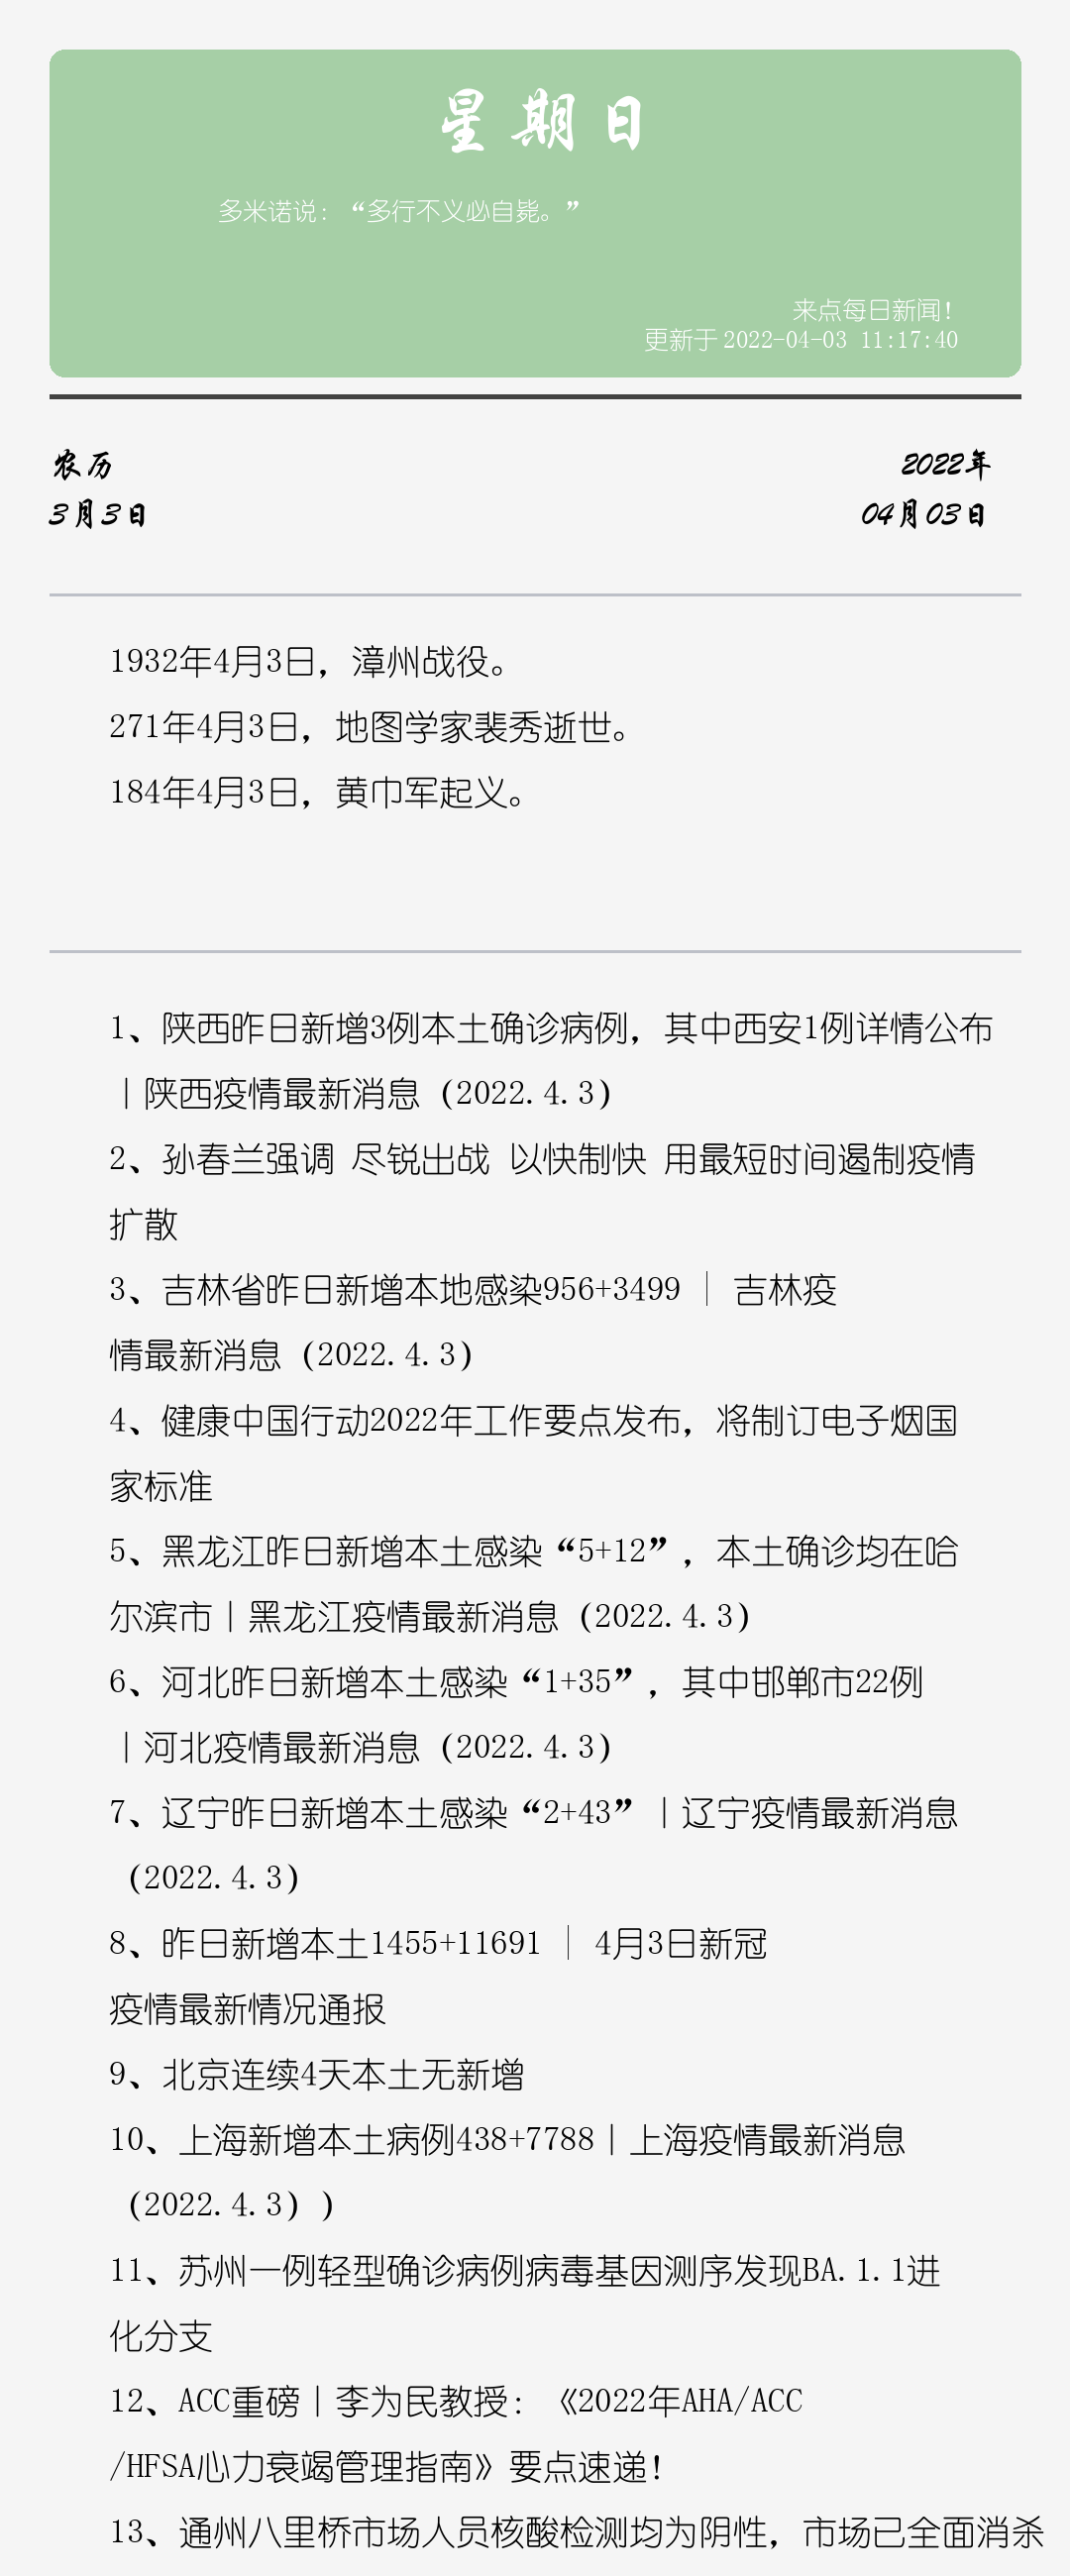 星期日
多米诺说：“多行不义必自毙。”
来点每日新闻！
更新于 2022-04-03 11:17:40
农历
2022年
3月3日
04月03日
1932年4月3日，漳州战役。
271年4月3日，地图学家裴秀逝世。
184年4月3日，黄巾军起义。
1、陕西昨日新增3例本土确诊病例，其中西安1例详情公布
｜陕西疫情最新消息（2022.4.3）
2、孙春兰强调 尽锐出战 以快制快 用最短时间遏制疫情
扩散
3、吉林省昨日新增本地感染956+3499 │ 吉林疫
情最新消息（2022.4.3）
4、健康中国行动2022年工作要点发布，将制订电子烟国
家标准
5、黑龙江昨日新增本土感染“5+12”，本土确诊均在哈
尔滨市｜黑龙江疫情最新消息（2022.4.3）
6、河北昨日新增本土感染“1+35”，其中邯郸市22例
｜河北疫情最新消息（2022.4.3）
7、辽宁昨日新增本土感染“2+43”｜辽宁疫情最新消息
（2022.4.3）
8、昨日新增本土1455+11691 │ 4月3日新冠
疫情最新情况通报
9、北京连续4天本土无新增
10、上海新增本土病例438+7788｜上海疫情最新消息
（2022.4.3））
11、苏州一例轻型确诊病例病毒基因测序发现BA.1.1进
化分支
12、ACC重磅｜李为民教授：《2022年AHA/ACC
/HFSA心力衰竭管理指南》要点速递！
13、通州八里桥市场人员核酸检测均为阴性，市场已全面消杀